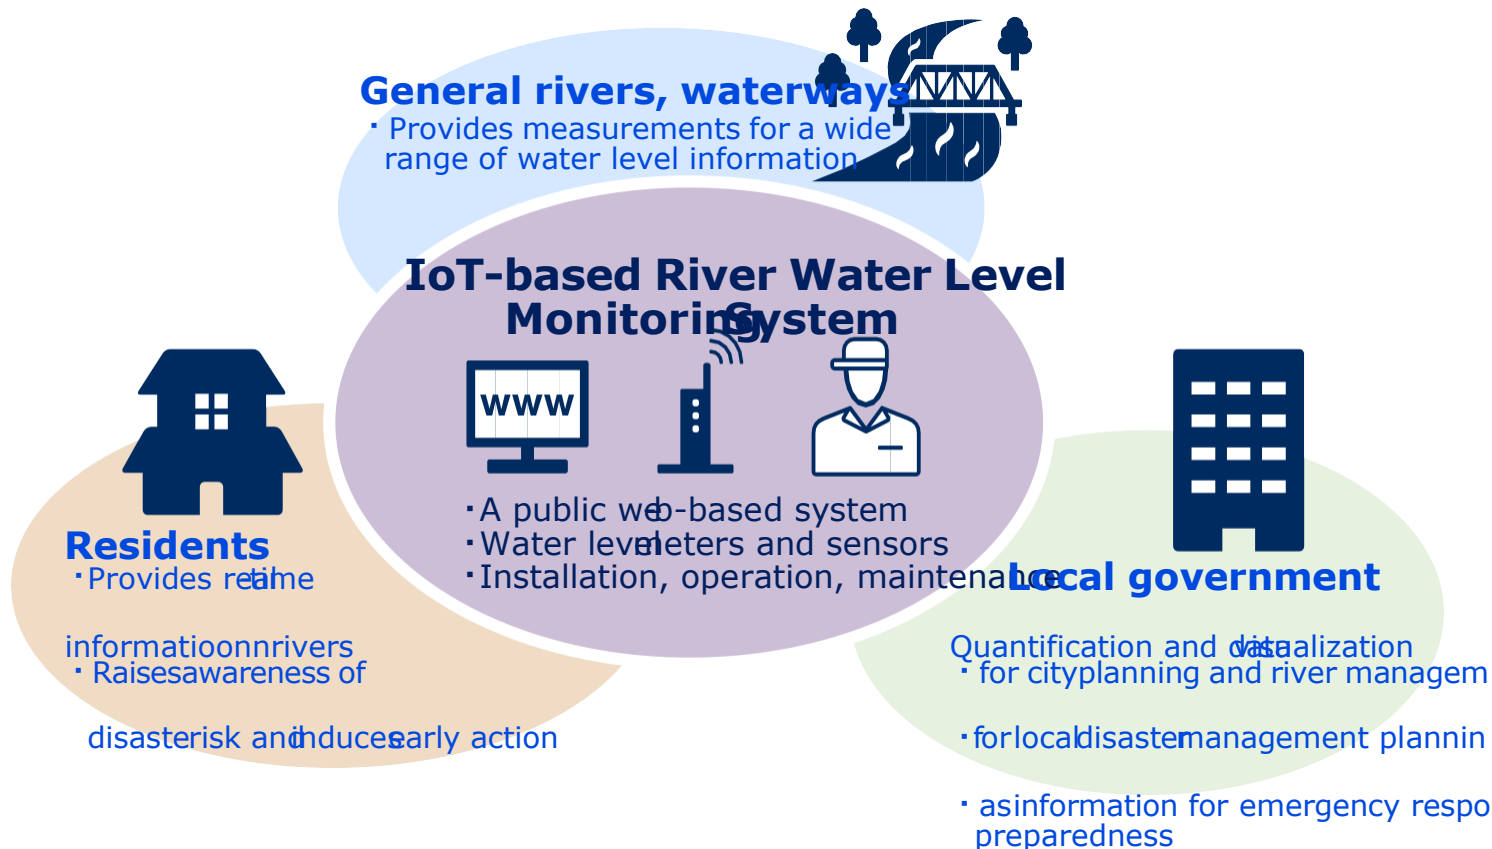 General rivers, waterways
· Provides measurements for a wide
range of water level information
IoT-based River Water Level
Monitoring System
WWW
· A public web-based system
· Water level meters and sensors
· Installation, operation, maintenance
Residents
· Provides real time
information on rivers
· Raises awareness of
disaster risk and induces early action
Local government
Quantification and data visualization
· for city planning and river managem
· for local disaster management plannin
· as information for emergency respo
preparedness